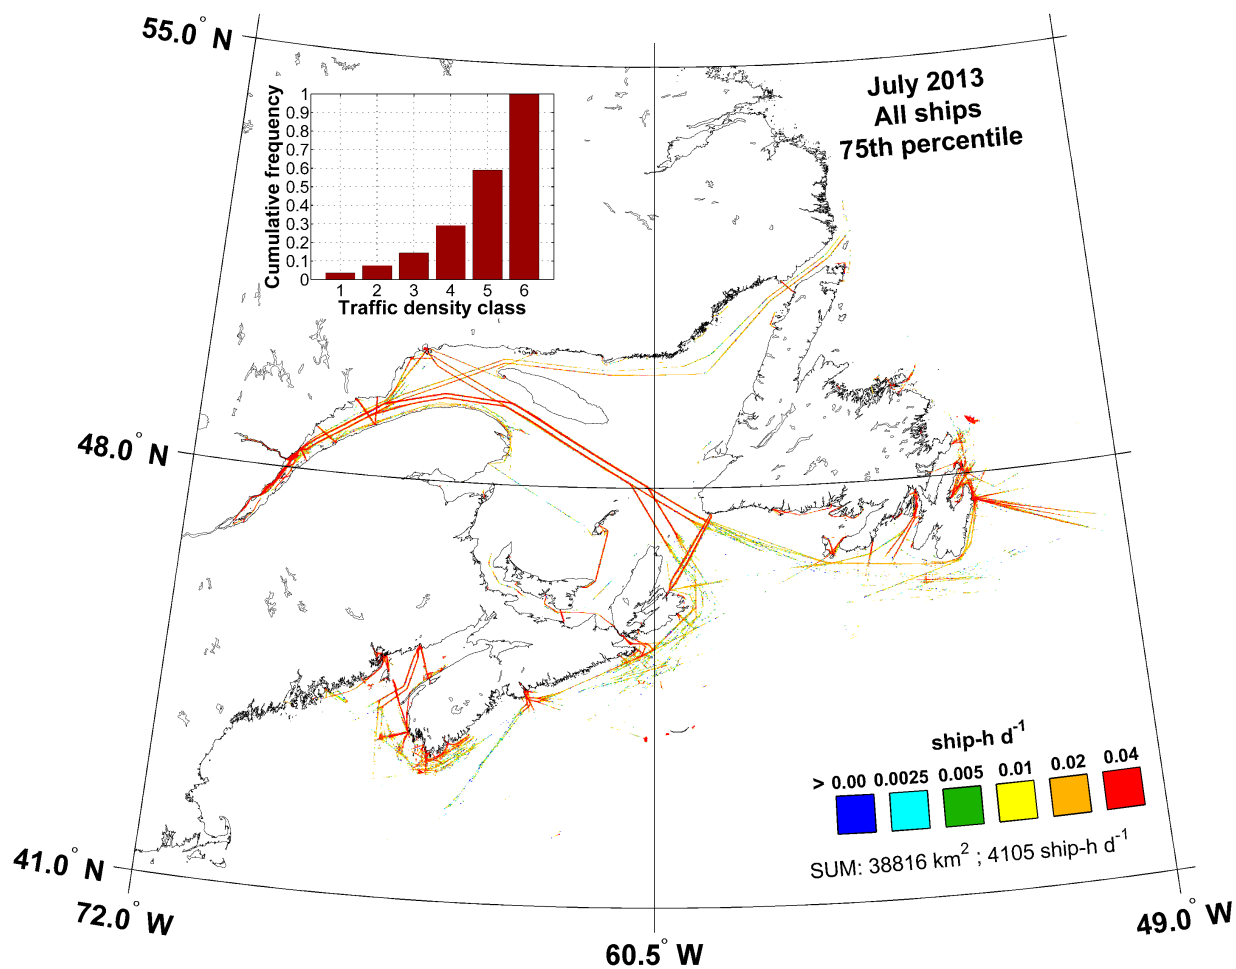 55.0° N
July 2013
All ships
75th percentile
Cumulative frequency
1
0.9
0.8
0.7
0.6
0.5
0.4
0.3
0.2
0.1
0
1 2 3 4 5 6
Traffic density class
48.0° N
ship-h d-1
> 0.00 0.0025 0.005 0.01 0.02 0.04
SUM: 38816 km2 ; 4105 ship-h d-1
41.0° N
72.0° W
60.5° W
49.0° W